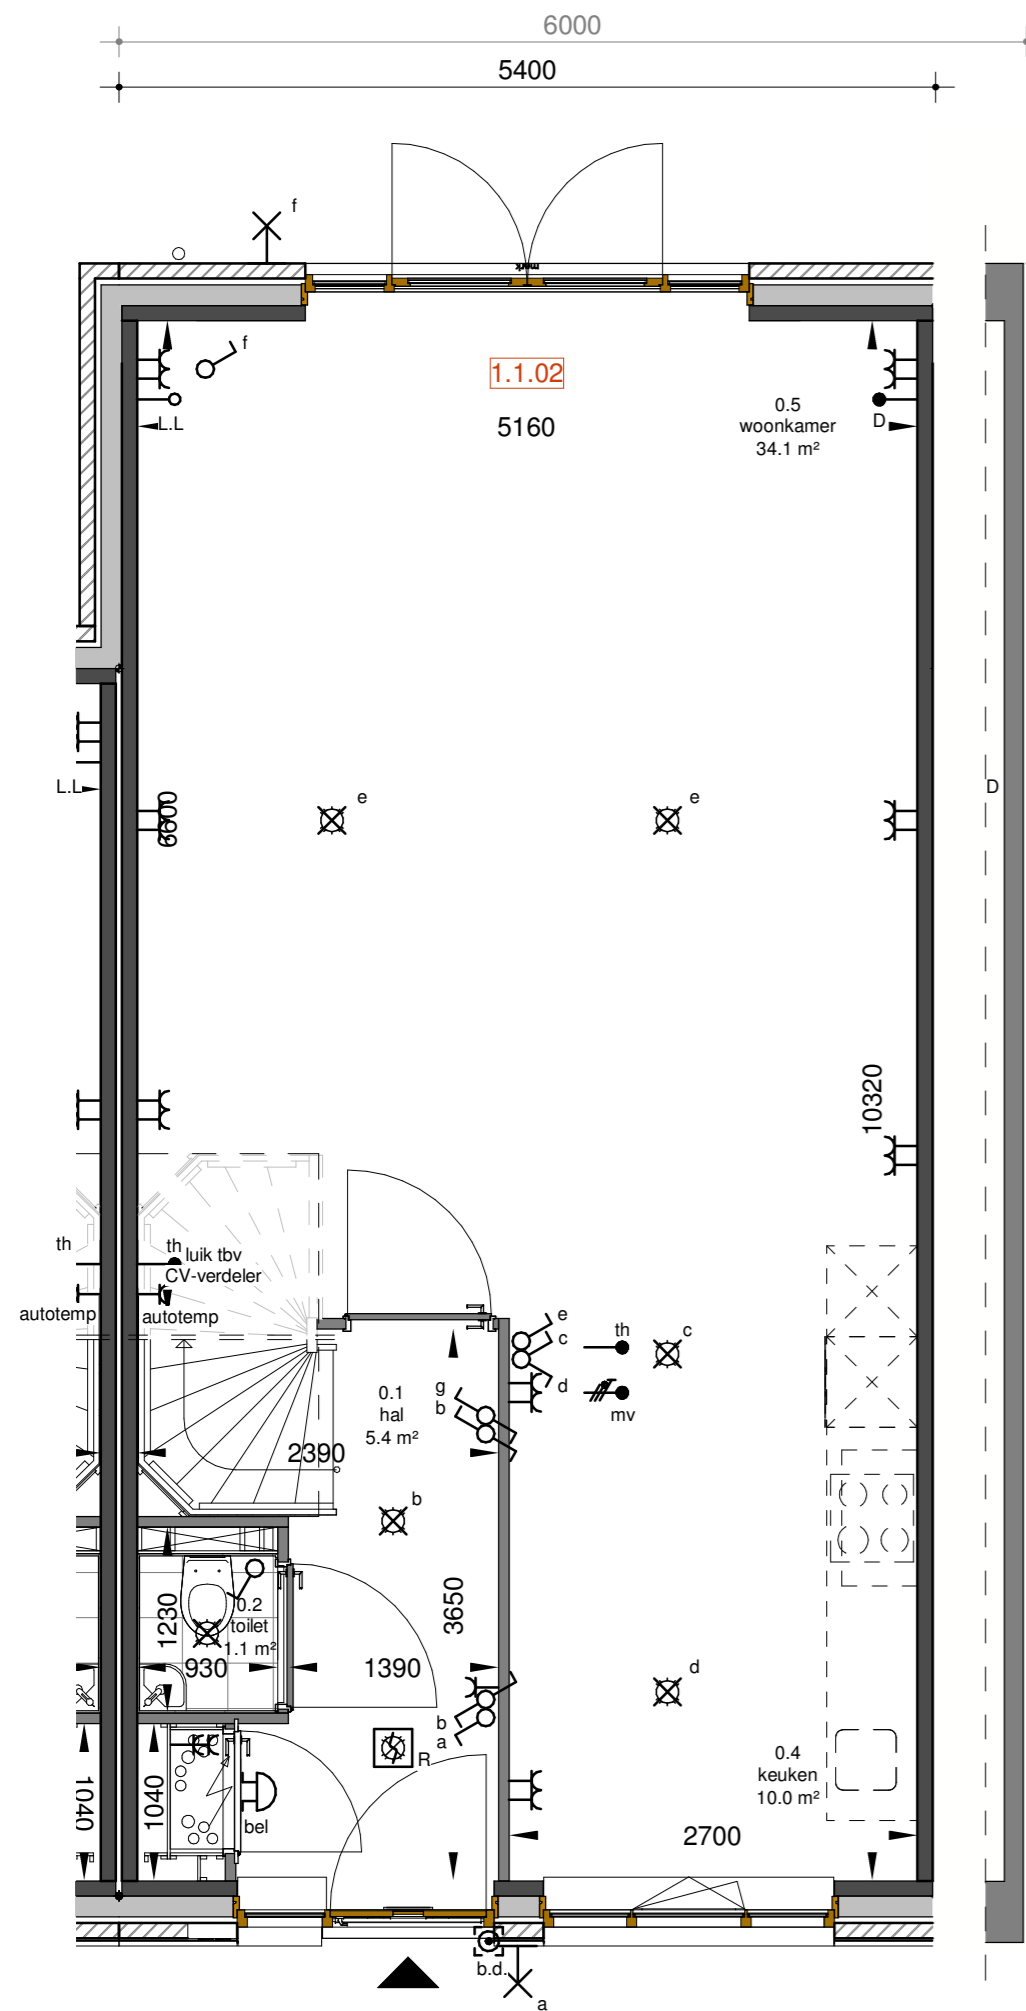 6000
5400
f
merk
f
1.1.02
0.5
woonkamer
34.1 m²
L.L
5160
D
L.L
D
6600
e
e
10320
th
th
luik tbv
CV-verdeler
autotemp
autotemp
e
c
th
c
d
g
b
mv
0.1
hal
5.4 m²
2390
b
0.2
toilet
1.1 m²
1230
3650
930
1390
d
b
a
R
0.4
keuken
10.0 m²
1040
1040
bel
2700
b.d.
a